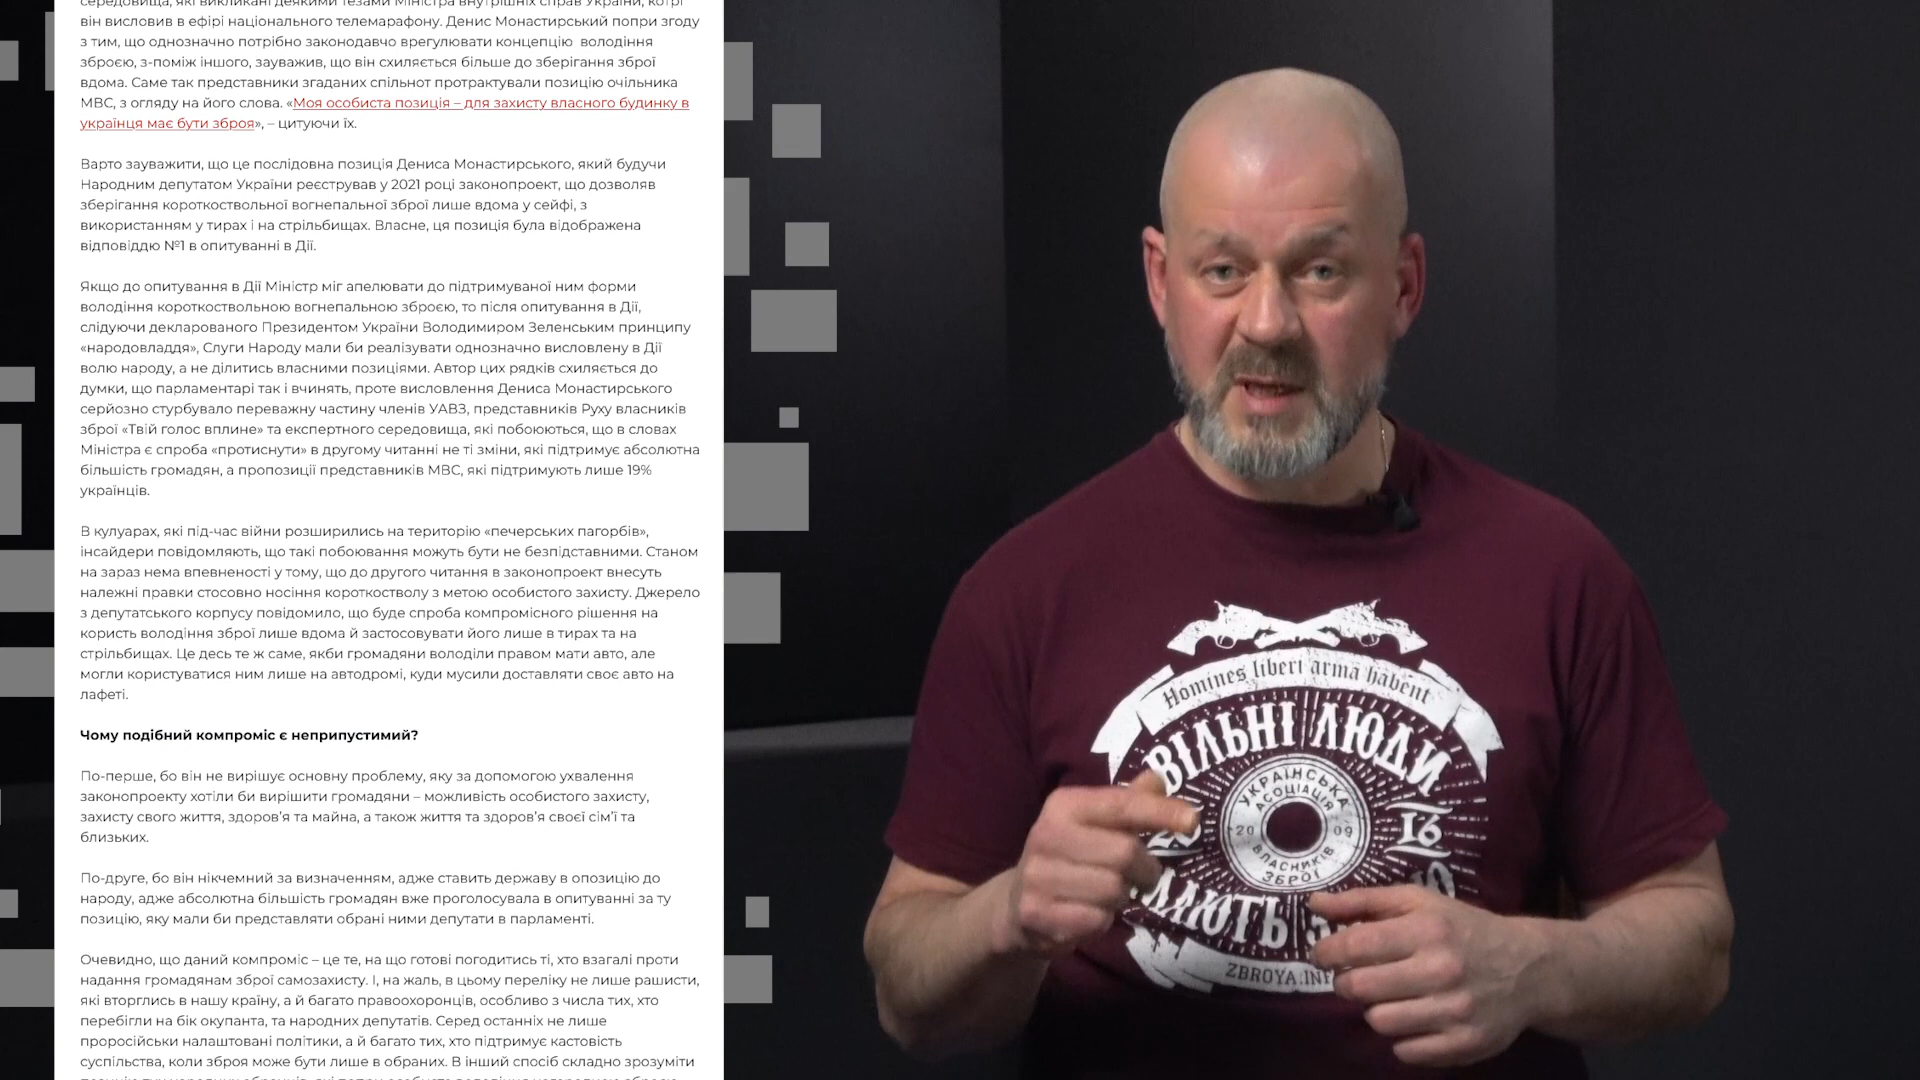 середовища, які викликані деякими тезами Міністра внутрішніх справ України, котрі
він висловив в ефірі національного телемарафону. Денис Монастирський попри згоду
з тим, що однозначно потрібно законодавчо врегулювати концепцію володіння
зброєю, з-поміж іншого, зауважив, що він схиляється більше до зберігання зброї
вдома. Саме так представники згаданих спільнот протрактували позицію очільника
МВС, з огляду на його слова. «Моя особиста позиція – для захисту власного будинку в
українця має бути зброя», – цитуючи їх.
Варто зауважити, що це послідовна позиція Дениса Монастирського, який будучи
Народним депутатом України реєстрував у 2021 році законопроект, що дозволяв
зберігання короткоствольної вогнепальної зброї лише вдома у сейфі, з
використанням у тирах і на стрільбищах. Власне, ця позиція була відображена
відповіддю №1 в опитуванні в Дії.
Якщо до опитування в Дії Міністр міг апелювати до підтримуваної ним форми
володіння короткоствольною вогнепальною зброєю, то після опитування в Дії,
слідуючи декларованого Президентом України Володимиром Зеленським принципу
«народовладдя», Слуги Народу мали би реалізувати однозначно висловлену в Дії
волю народу, а не ділитись власними позиціями. Автор цих рядків схиляється до
думки, що парламентарі так і вчинять, проте висловлення Дениса Монастирського
серйозно стурбувало переважну частину членів УАВЗ, представників Руху власників
зброї «Твій голос вплине» та експертного середовища, які побоюються, що в словах
Міністра є спроба «протиснути» в другому читанні не ті зміни, які підтримує абсолютна
більшість громадян, а пропозиції представників МВС, які підтримують лише 19%
українців.
В кулуарах, які під-час війни розширились на територію «печерських пагорбів»,
інсайдери повідомляють, що такі побоювання можуть бути не безпідставними. Станом
на зараз нема впевненості у тому, що до другого читання в законопроект внесуть
належні правки стосовно носіння короткостволу з метою особистого захисту. Джерело
з депутатського корпусу повідомило, що буде спроба компромісного рішення на
користь володіння зброї лише вдома й застосовувати його лише в тирах та на
стрільбищах. Це десь те ж саме, якби громадяни володіли правом мати авто, але
могли користуватися ним лише на автодромі, куди мусили доставляти своє авто на
лафеті.
Чому подібний компроміс є неприпустимий?
По-перше, бо він не вирішує основну проблему, яку за допомогою ухвалення
законопроекту хотіли би вирішити громадяни – можливість особистого захисту,
захисту свого життя, здоров'я та майна, а також життя та здоров'я своєї сім'ї та
близьких.
По-друге, бо він нікчемний за визначенням, адже ставить державу в опозицію до
народу, адже абсолютна більшість громадян вже проголосувала в опитуванні за ту
позицію, яку мали би представляти обрані ними депутати в парламенті.
Очевидно, що даний компроміс – це те, на що готові погодитись ті, хто взагалі проти
надання громадянам зброї самозахисту. І, на жаль, в цьому переліку не лише рашисти,
які вторглись в нашу країну, а й багато правоохоронців, особливо з числа тих, хто
перебігли на бік окупанта, та народних депутатів. Серед останніх не лише
проросійськи налаштовані політики, а й багато тих, хто підтримує кастовість
суспільства, коли зброя може бути лише в обраних. В інший спосіб складно зрозуміти
Homines liberi arma habent
ВІЛЬНІ ЛЮДИ
УКРАЇНСЬКА
АСОЦІАЦІЯ
20 09
16
ВЛАСНИКІВ
ЗБРОЇ
ZBROYA.INF